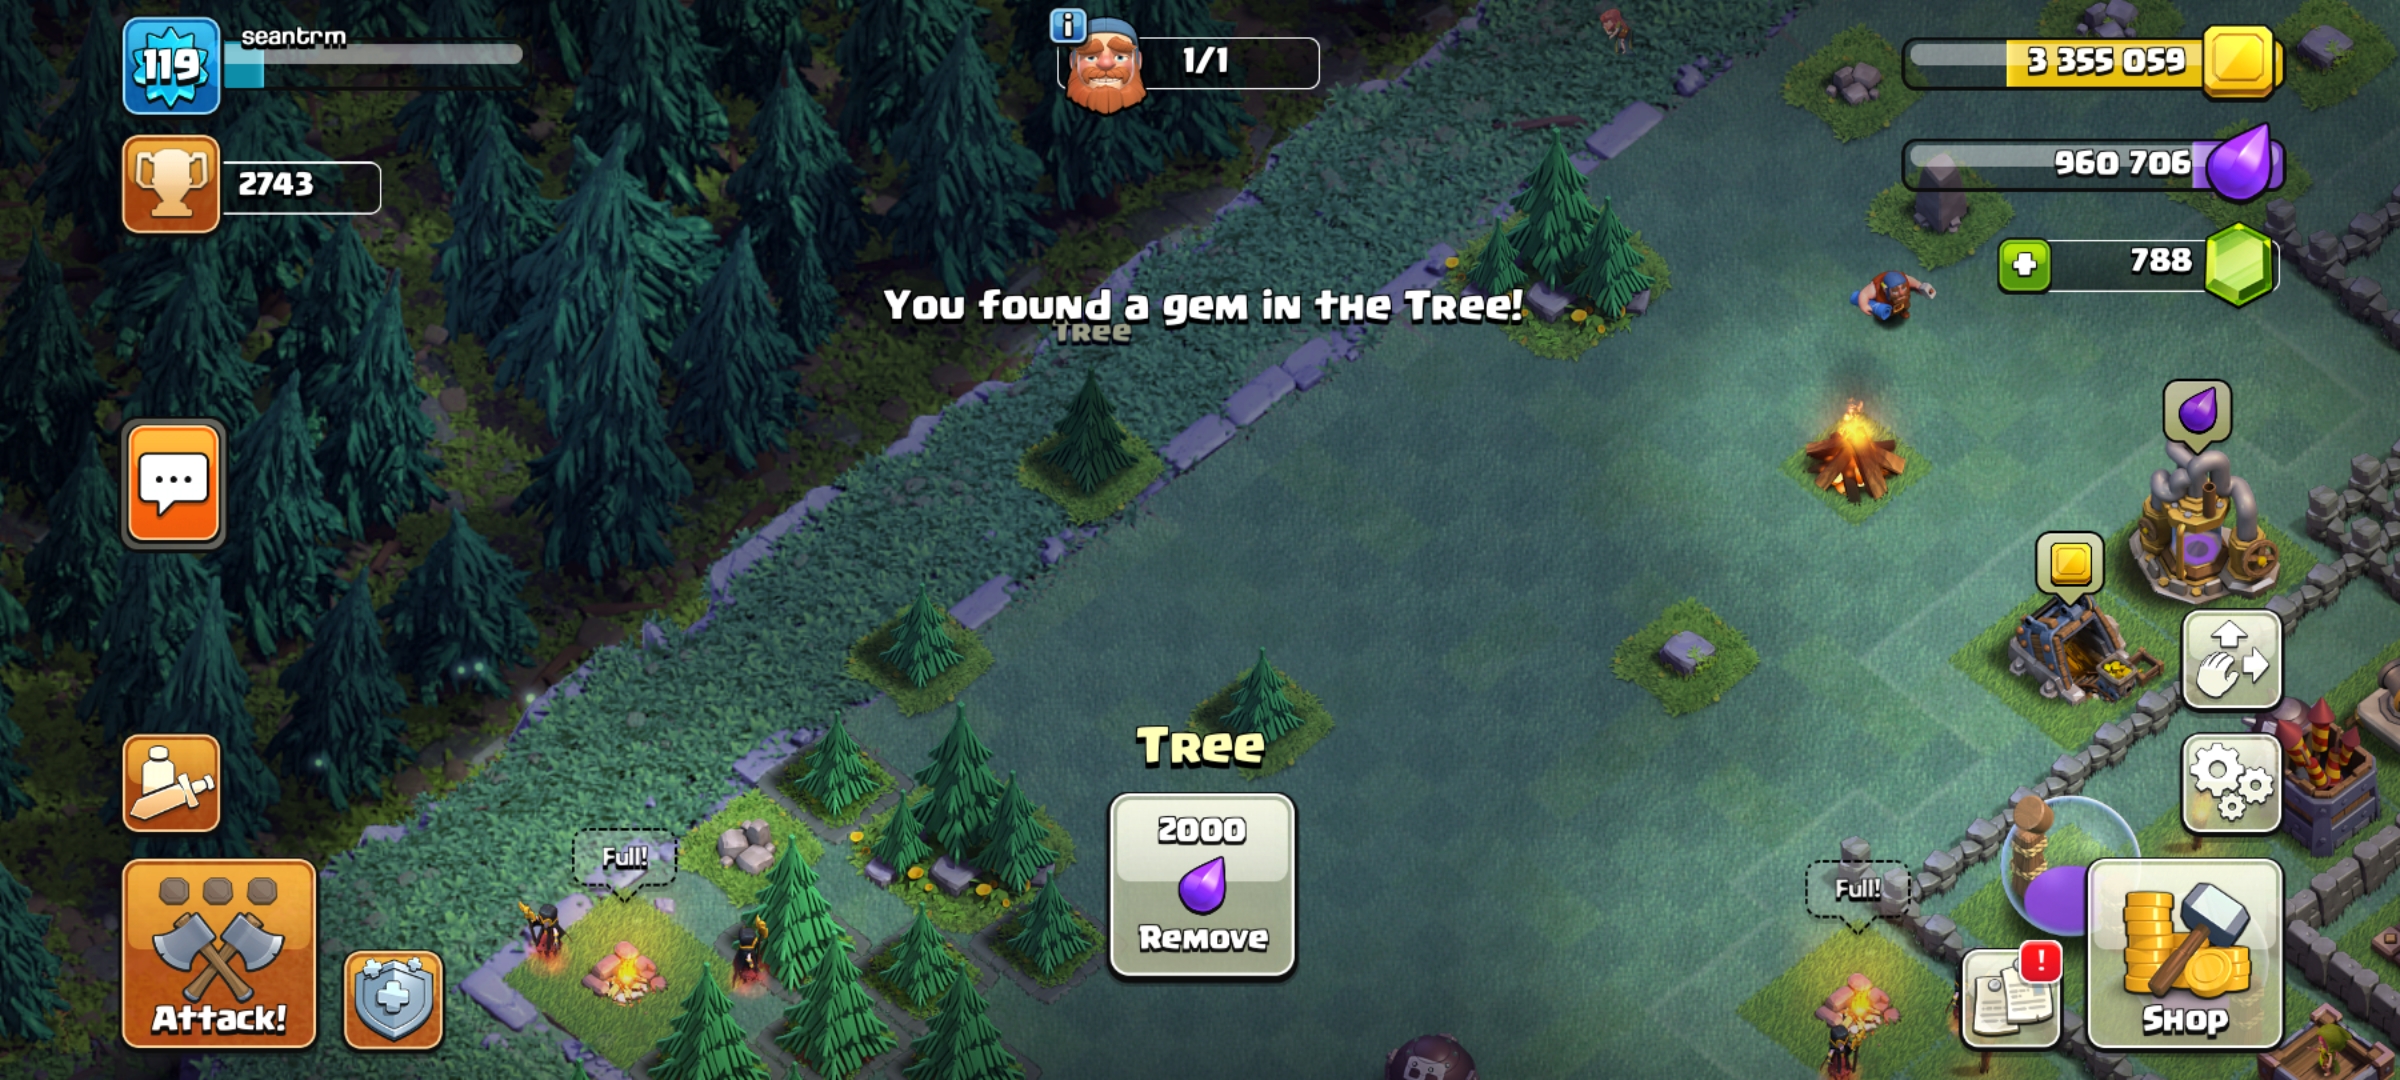 119
seantrm
1/1
3 355 059
2743
960 706
788
You found a gem in the Tree!
Tree
Tree
2000
Remove
Full!
Full!
Attack!
!
Shop